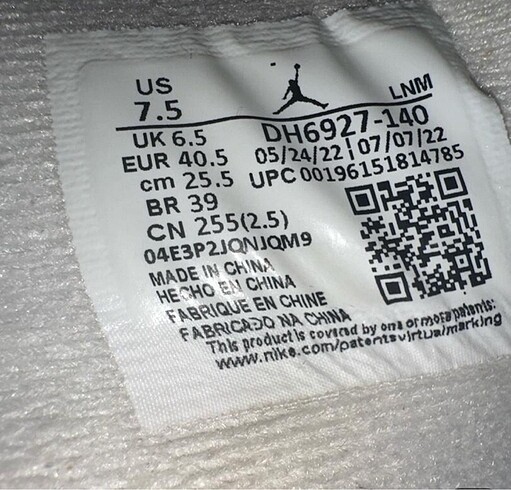 US
7.5
LNM
UK 6.5
DH6927-140
EUR 40.5
05/24/22 | 07/07/22
cm 25.5
UPC 00196151814785
BR 39
CN 255(2.5)
04E3P2JQNJQM9
MADE IN CHINA
HECHO EN CHINA
FABRIQUE EN CHINE
FABRICADO NA CHINA
This product is covered by one or more patents:
www.nike.com/patentsvirtualmarking